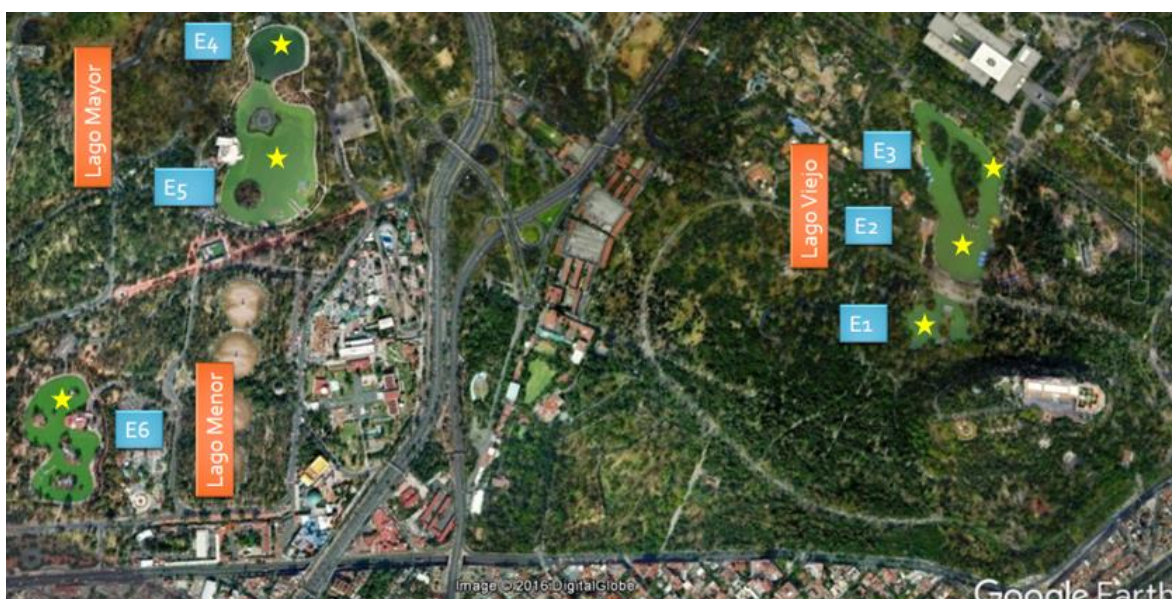 E4
Lago Mayor
E5
E3
Lago Viejo
E2
E1
Lago Menor
E6
Image © 2016 DigitalGlobe
Google Earth